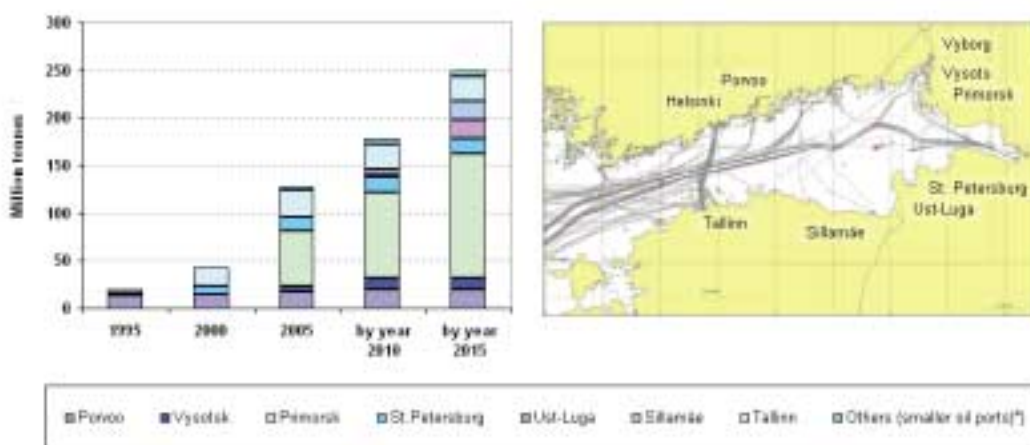 300
250
200
150
100
50
0
Million tonnes
1995
2000
2005
by year 2010
by year 2015
Vyborg
Vysots
Primorsk
Porvoo
Helsinki
St. Petersburg
Ust-Luga
Tallinn
Sillamäe
Porvoo
Vysotsk
Primorsk
St.Petersburg
Ust-Luga
Sillamäe
Tallinn
Others (smaller oil ports)(*)